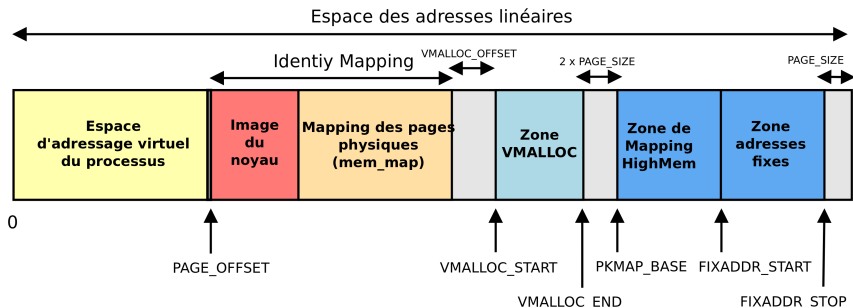 Espace des adresses linéaires
Identiy Mapping
VMALLOC_OFFSET
2 x PAGE_SIZE
PAGE_SIZE
Espace
d'adressage virtuel
du processus
Image
du
noyau
Mapping des pages
physiques
(mem_map)
Zone
VMALLOC
Zone de
Mapping
HighMem
Zone
adresses
fixes
0
PAGE_OFFSET
VMALLOC_START
VMALLOC_END
PKMAP_BASE
FIXADDR_START
FIXADDR_STOP